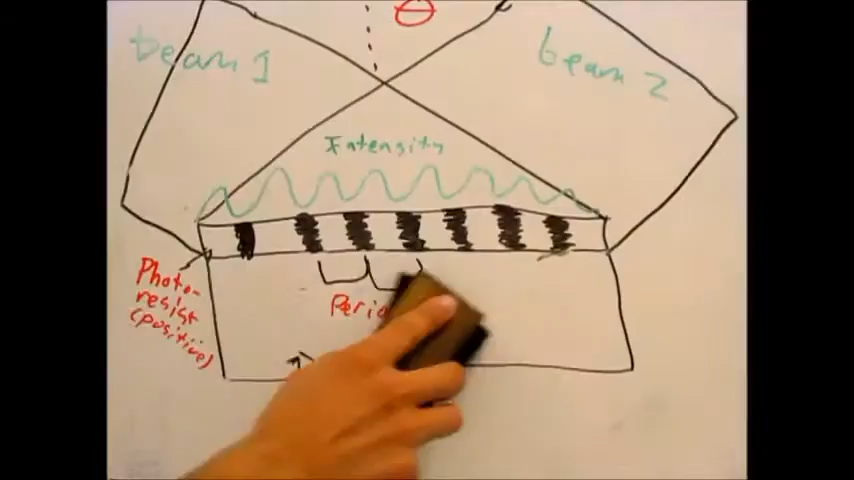 θ
beam 1
beam 2
Intensity
Photo-
resist
(positive)